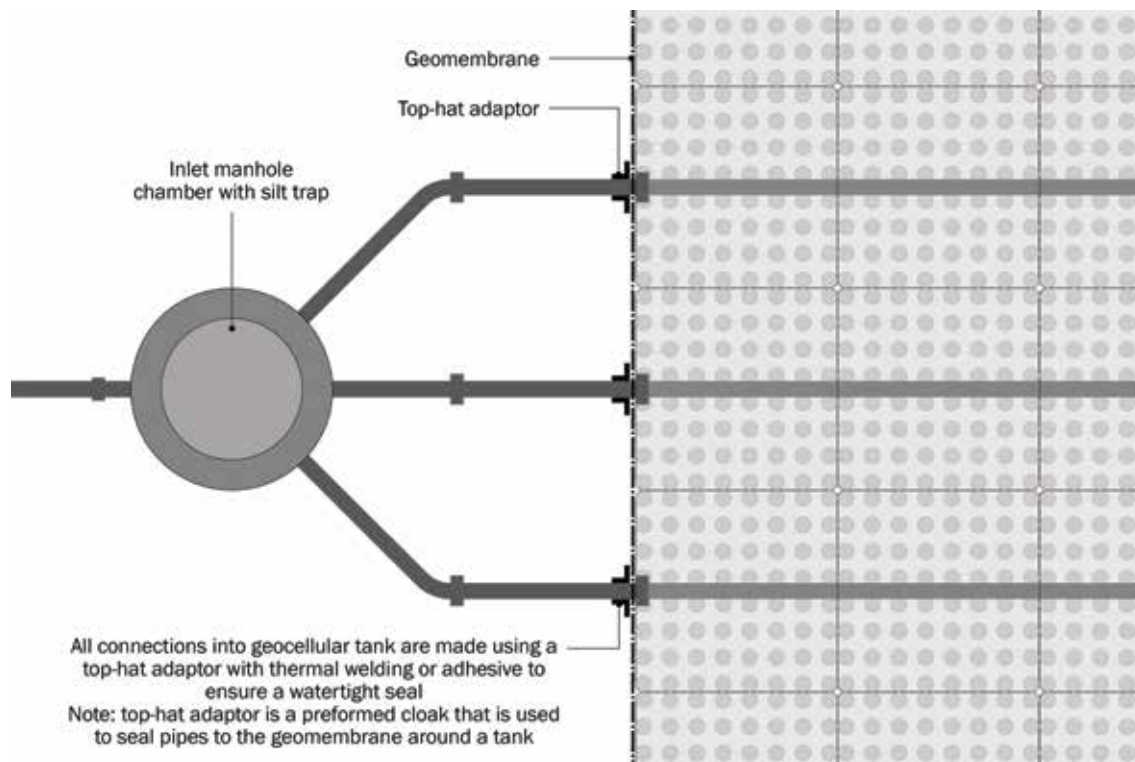 Geomembrane
Top-hat adaptor
Inlet manhole
chamber with silt trap
All connections into geocellular tank are made using a
top-hat adaptor with thermal welding or adhesive to
ensure a watertight seal
Note: top-hat adaptor is a preformed cloak that is used
to seal pipes to the geomembrane around a tank